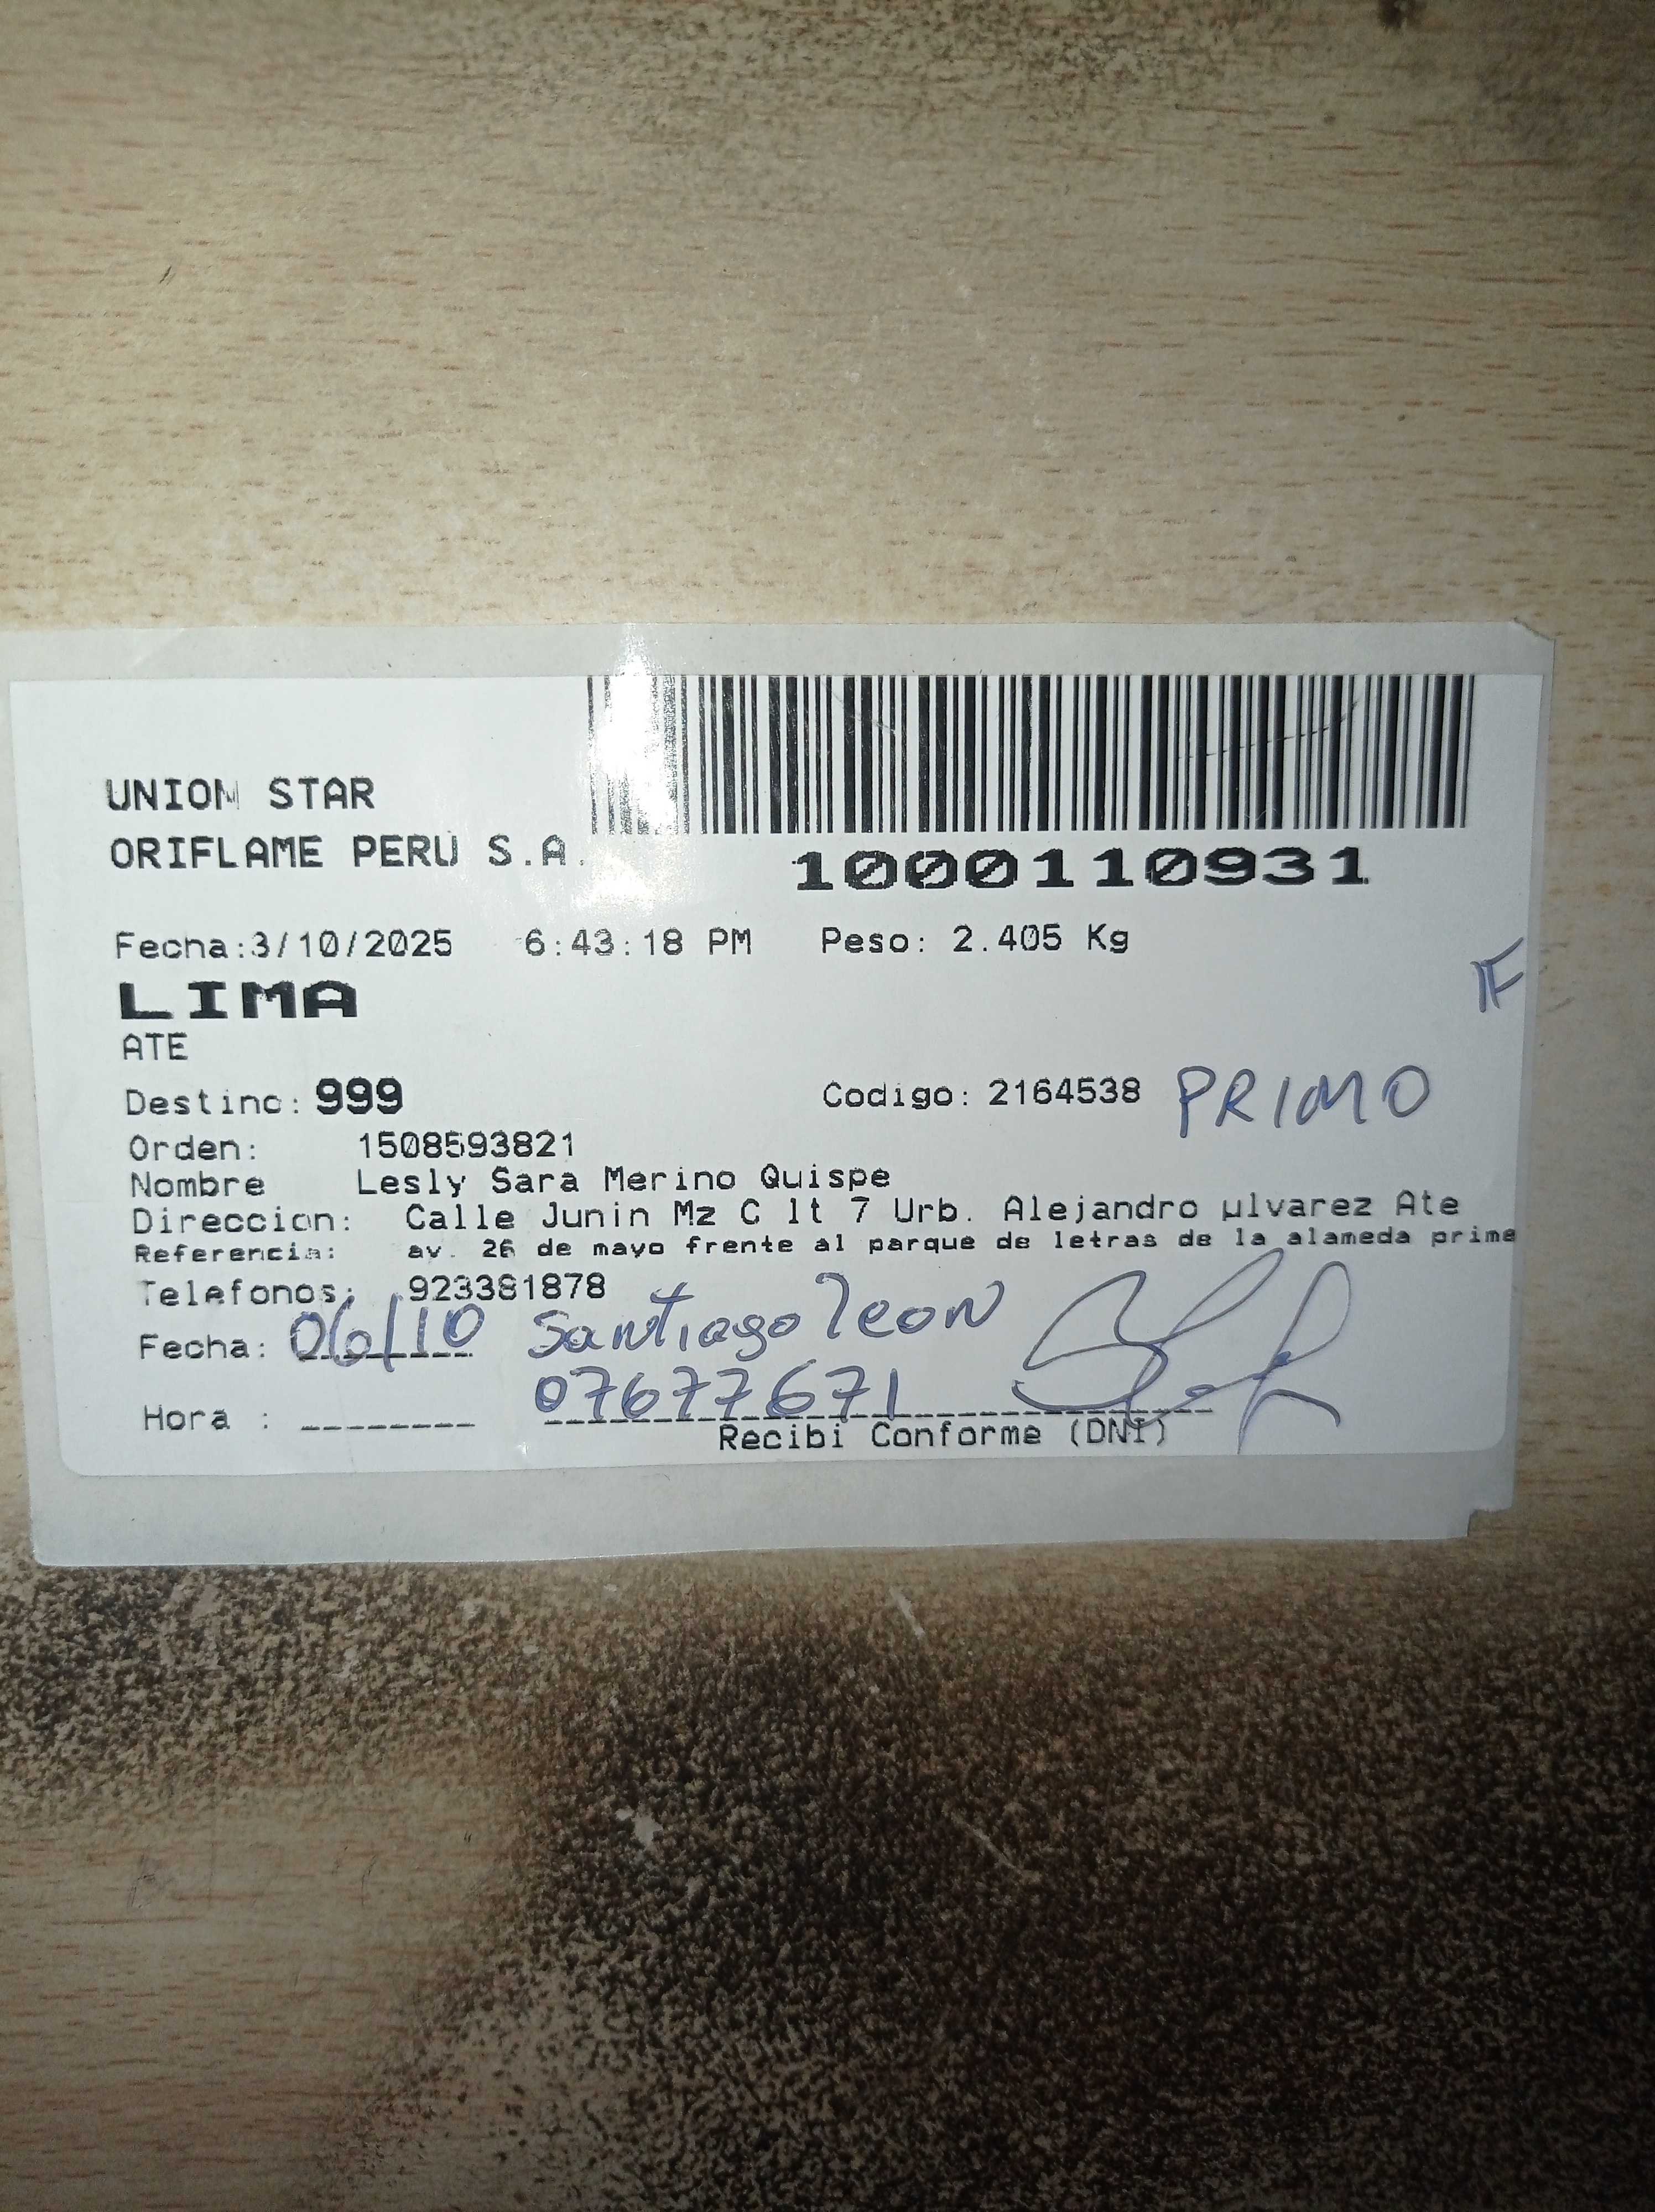 UNION STAR
ORIFLAME PERU S.A.
1000110931
Fecha:3/10/2025 6:43:18 PM Peso: 2.405 Kg
LIMA
ATE
Destino: 999 Codigo: 2164538 PRIMO
Orden: 1508593821
Nombre Lesly Sara Merino Quispe
Direccion: Calle Junin Mz C lt 7 Urb. Alejandro µlvarez Ate
Referencia: av. 26 de mayo frente al parque de letras de la alameda prime
Telefonos: 923381878
Fecha: 06/10 Santiago leon
07677671
Hora :
Recibi Conforme (DNI)